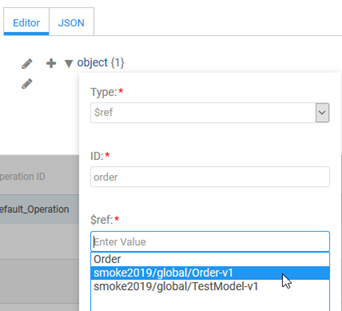 Editor JSON
object {1}
Type:*
$ref
ID:*
order
$ref:*
Enter Value
Order
smoke2019/global/Order-v1
smoke2019/global/TestModel-v1
peration ID
efault_Operation